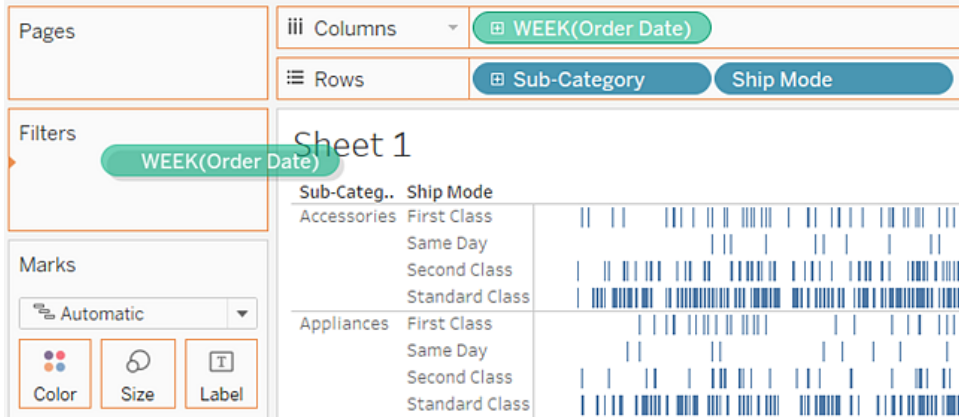 Pages
Columns
WEEK(Order Date)
Rows
Sub-Category
Ship Mode
Filters
WEEK(Order Date)
Sheet 1
Sub-Categ.. Ship Mode
Accessories First Class
Same Day
Second Class
Standard Class
Appliances First Class
Same Day
Second Class
Standard Class
Marks
Automatic
Color
Size
T
Label